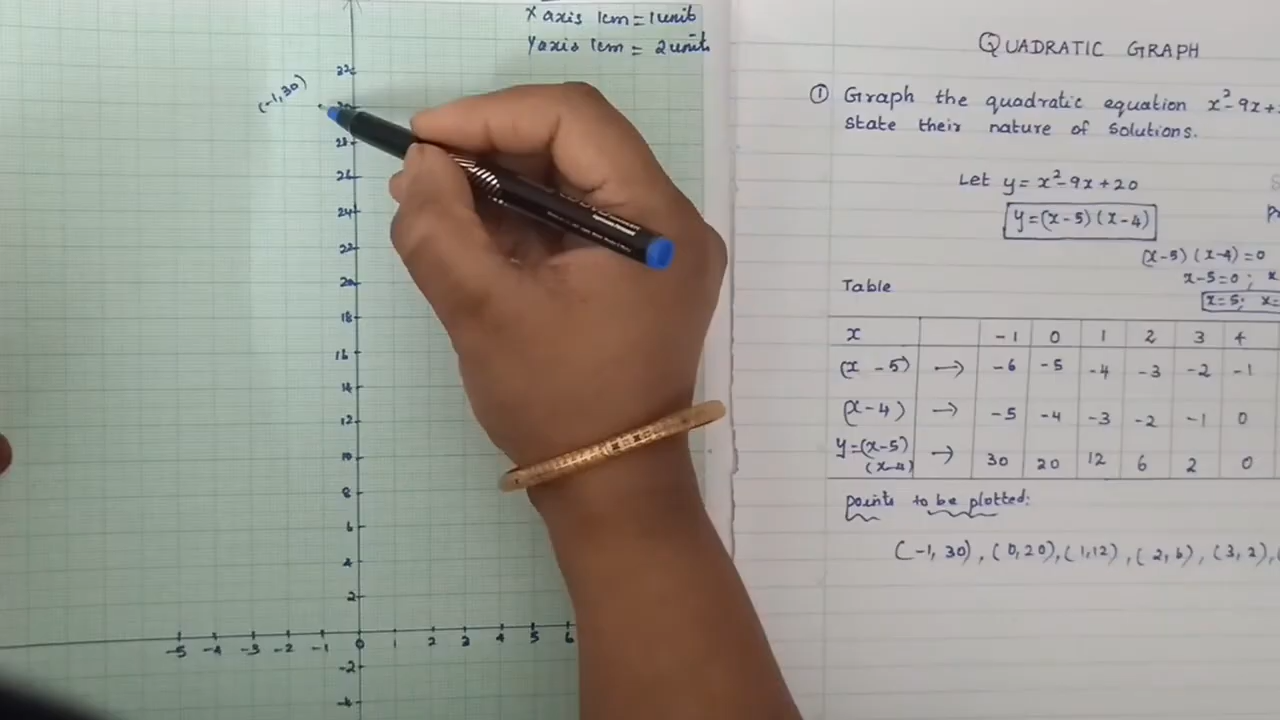 X axis 1cm = 1 unit
Y axis 1cm = 2 units
(-1, 30)
32
30
28
26
24
22
20
18
16
14
12
10
8
6
4
2
-5 -4 -3 -2 -1 0 1 2 3 4 5 6
-2
-4
QUADRATIC GRAPH
① Graph the quadratic equation x²-9x+
state their nature of solutions.
Let y = x²-9x+20
y=(x-5)(x-4)
(x-5)(x-4)=0
x-5=0;
x=5; x=
Table
x -1 0 1 2 3 4
(x-5) → -6 -5 -4 -3 -2 -1
(x-4) → -5 -4 -3 -2 -1 0
y=(x-5)(x-4) → 30 20 12 6 2 0
points to be plotted:
(-1, 30), (0,20), (1,12), (2,6), (3,2),